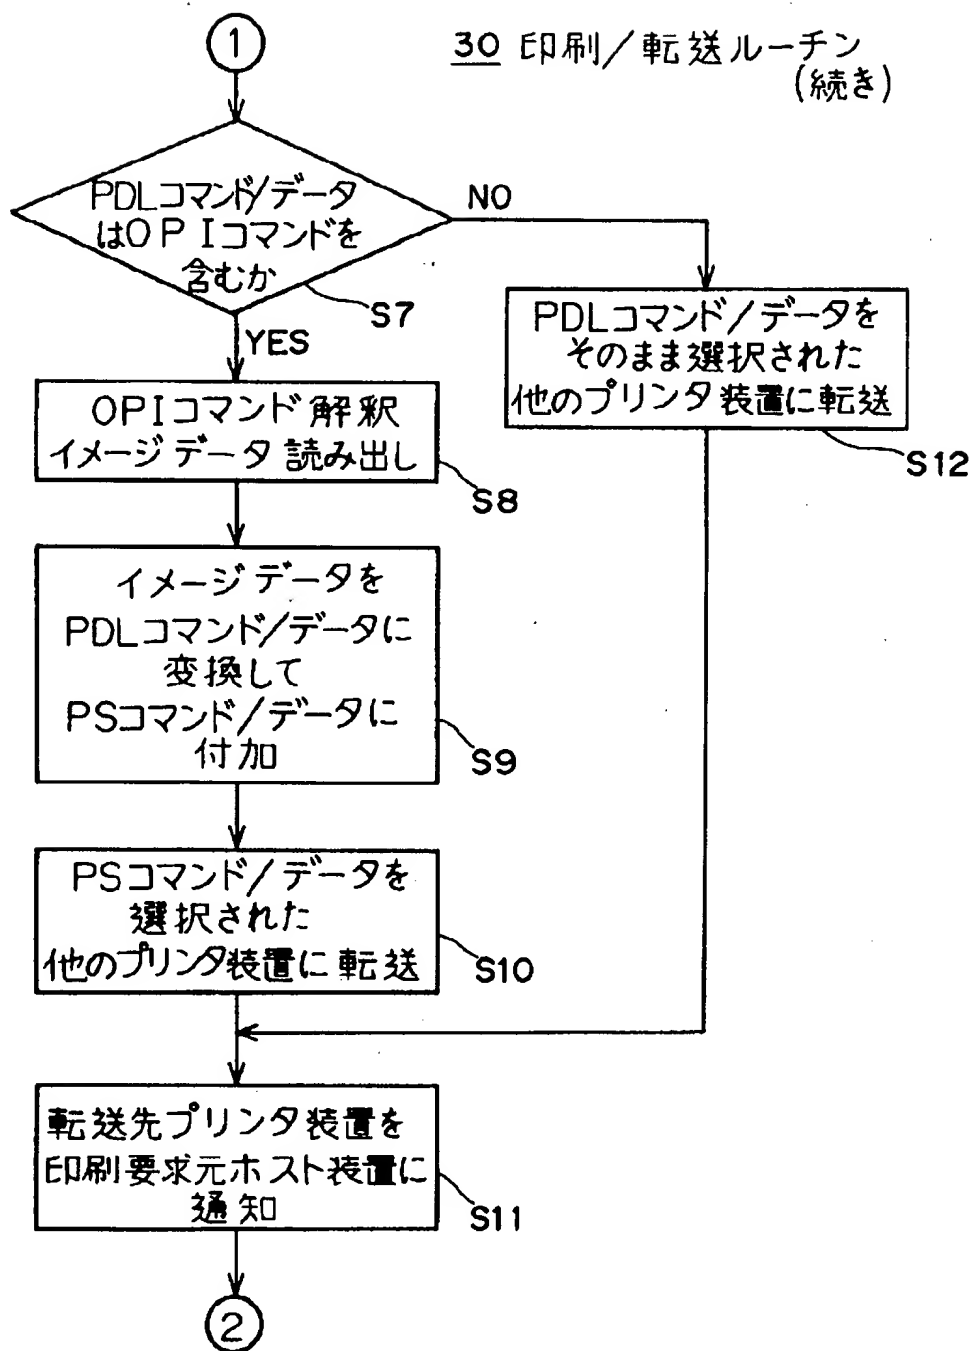 ①
30 印刷/転送ルーチン
(続き)
PDLコマンド/データ
はOPIコマンドを
含むか
NO
S7
YES
PDLコマンド/データを
そのまま選択された
他のプリンタ装置に転送
S12
OPIコマンド解釈
イメージデータ読み出し
S8
イメージデータを
PDLコマンド/データに
変換して
PSコマンド/データに
付加
S9
PSコマンド/データを
選択された
他のプリンタ装置に転送
S10
転送先プリンタ装置を
印刷要求元ホスト装置に
通知
S11
②